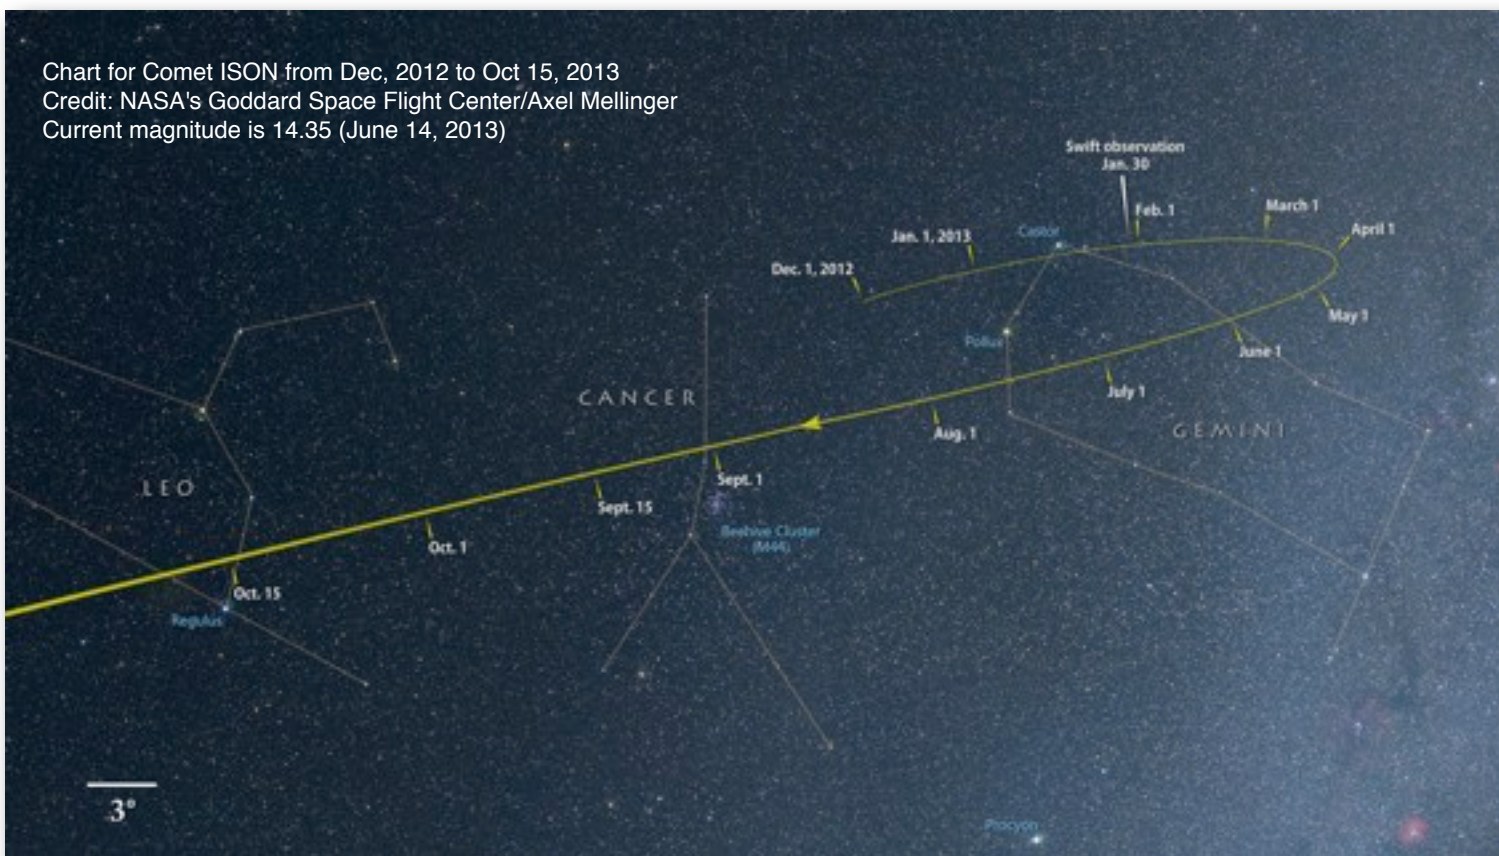 Chart for Comet ISON from Dec, 2012 to Oct 15, 2013
Credit: NASA's Goddard Space Flight Center/Axel Mellinger
Current magnitude is 14.35 (June 14, 2013)
Swift observation
Jan. 30
Feb. 1
March 1
April 1
Castor
Jan. 1, 2013
Dec. 1, 2012
May 1
Pollux
June 1
July 1
CANCER
Aug. 1
GEMINI
LEO
Sept. 1
Sept. 15
Beehive Cluster
(M44)
Oct. 1
Oct. 15
Regulus
3°
Procyon